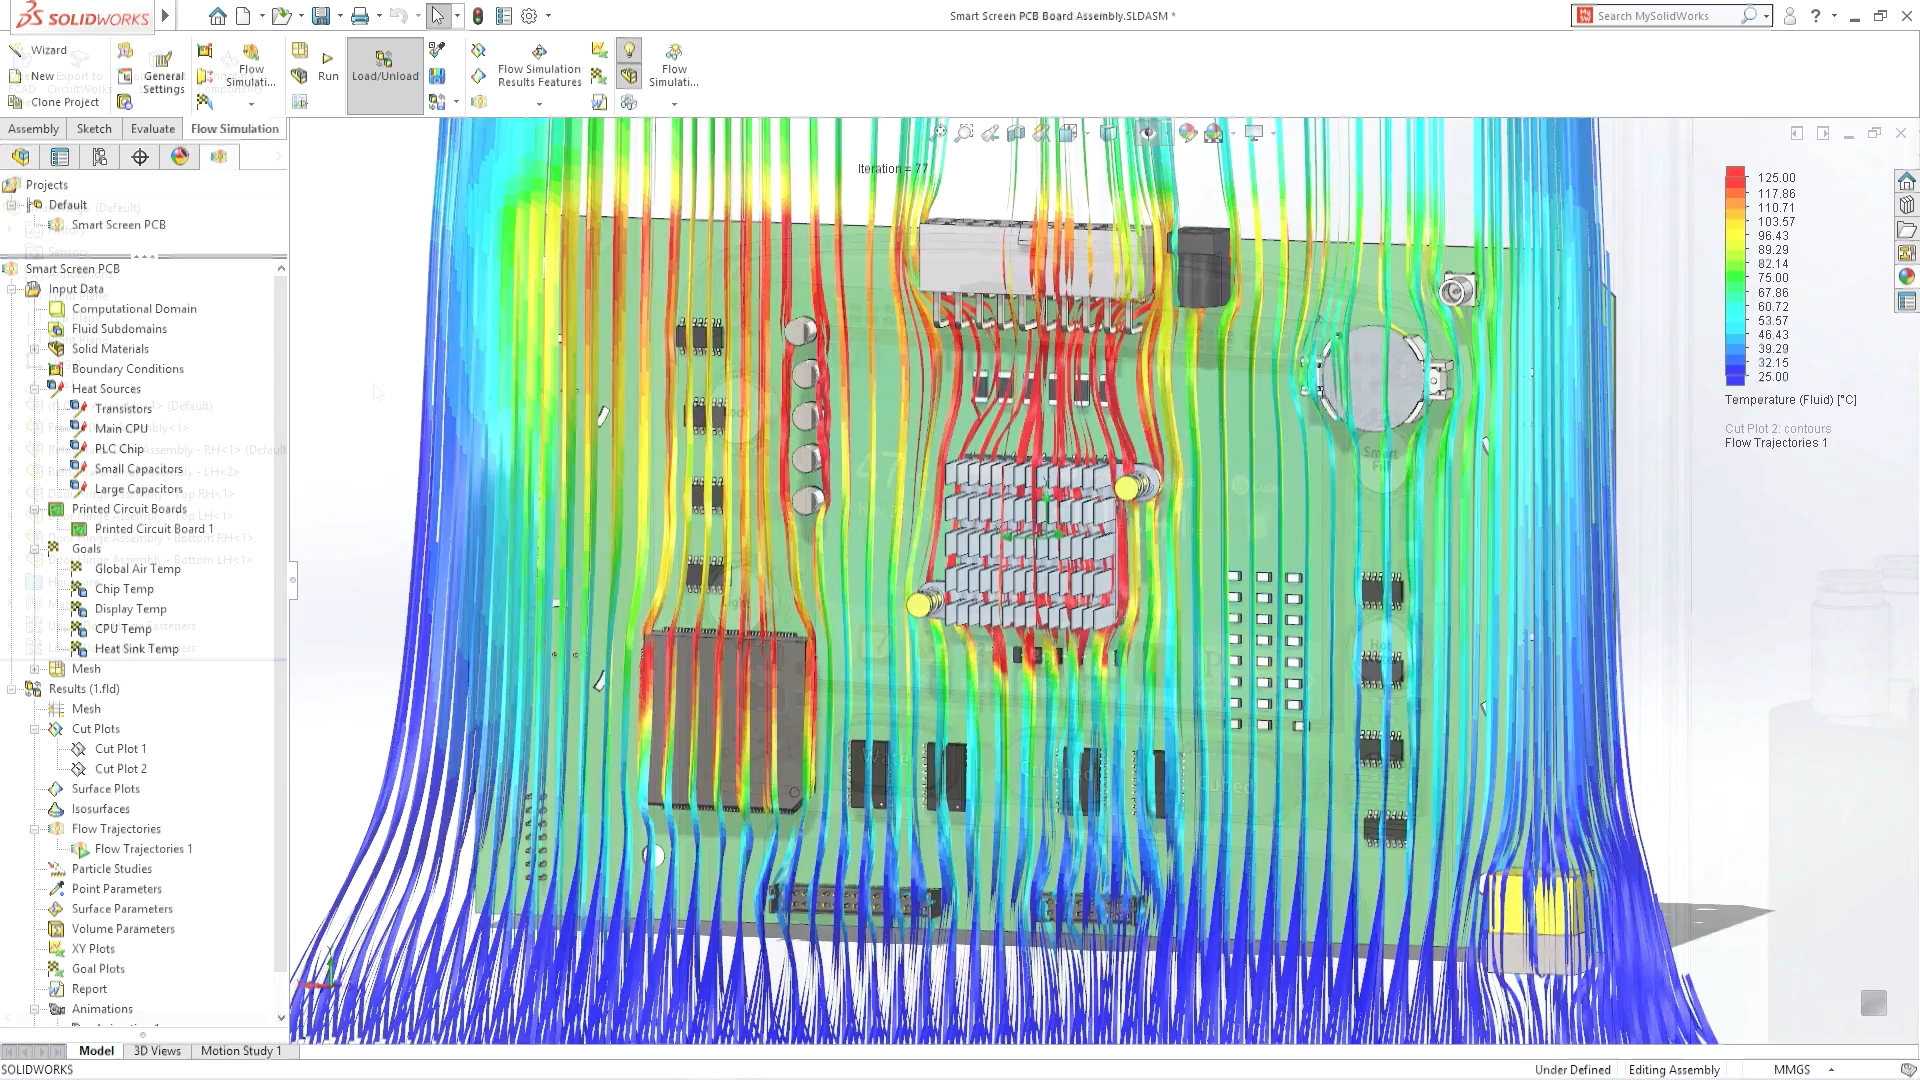 SOLIDWORKS
Smart Screen PCB Board Assembly.SLDASM *
Search MySolidWorks
Wizard
New
Clone Project
General Settings
Flow Simulati...
Run
Load/Unload
Flow Simulation Results Features
Flow Simulati...
Assembly
Sketch
Evaluate
Flow Simulation
Projects
Default
Smart Screen PCB
Smart Screen PCB
Input Data
Computational Domain
Fluid Subdomains
Solid Materials
Boundary Conditions
Heat Sources
Transistors
Main CPU
PLC Chip
Small Capacitors
Large Capacitors
Printed Circuit Boards
Printed Circuit Board 1
Goals
Global Air Temp
Chip Temp
Display Temp
CPU Temp
Heat Sink Temp
Mesh
Results (1.fld)
Mesh
Cut Plots
Cut Plot 1
Cut Plot 2
Surface Plots
Isosurfaces
Flow Trajectories
Flow Trajectories 1
Particle Studies
Point Parameters
Surface Parameters
Volume Parameters
XY Plots
Goal Plots
Report
Animations
Iteration = 77
125.00
117.86
110.71
103.57
96.43
89.29
82.14
75.00
67.86
60.72
53.57
46.43
39.29
32.15
25.00
Temperature (Fluid) [°C]
Cut Plot 2: contours
Flow Trajectories 1
Smart
Fill
Model
3D Views
Motion Study 1
SOLIDWORKS
Under Defined
Editing Assembly
MMGS